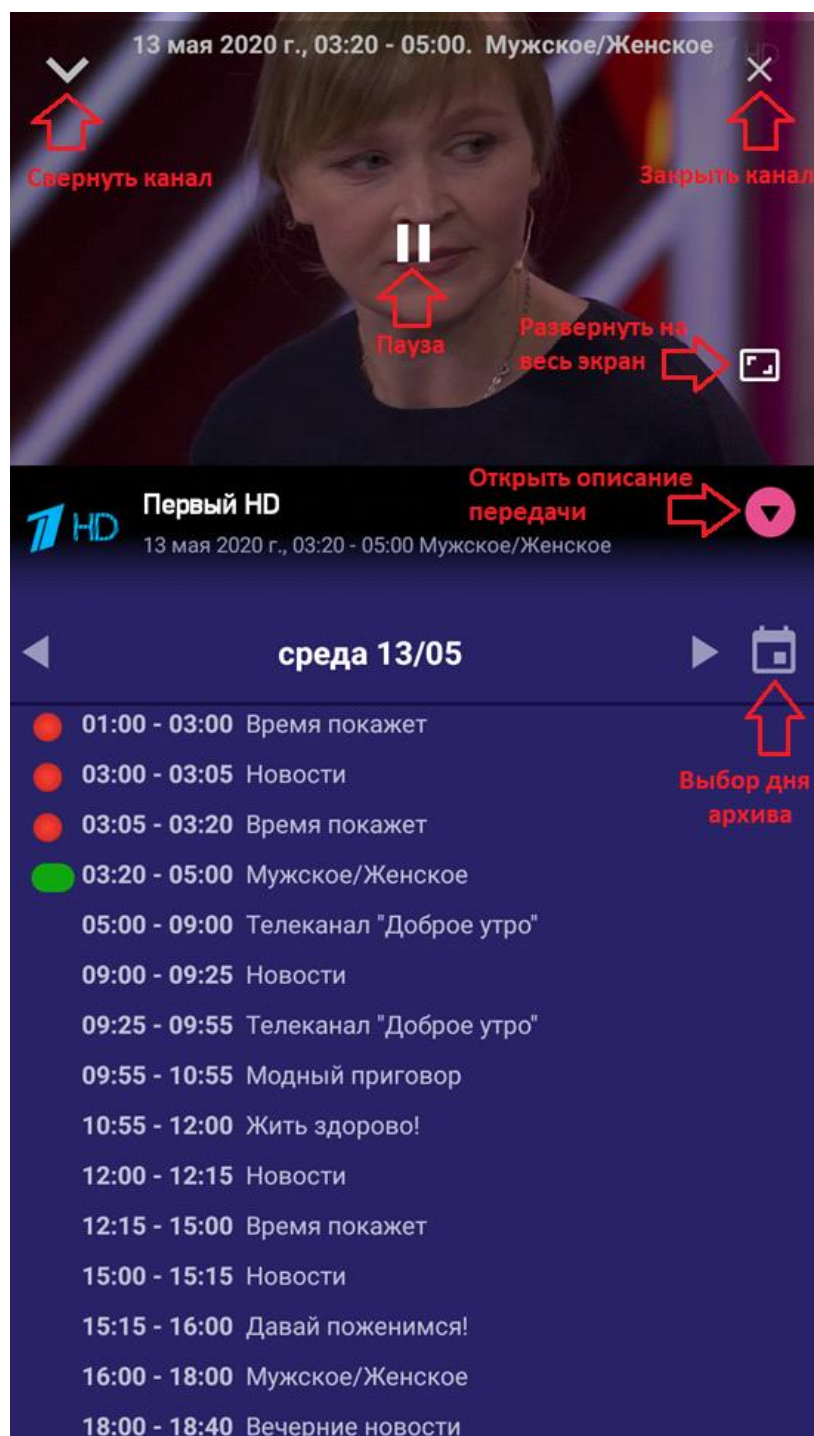 13 мая 2020 г., 03:20 - 05:00. Мужское/Женское
HD
Свернуть канал
Закрыть канал
Пауза
Развернуть на
весь экран
Открыть описание
передачи
1 HD
Первый HD
13 мая 2020 г., 03:20 - 05:00 Мужское/Женское
среда 13/05
Выбор дня
архива
01:00 - 03:00 Время покажет
03:00 - 03:05 Новости
03:05 - 03:20 Время покажет
03:20 - 05:00 Мужское/Женское
05:00 - 09:00 Телеканал "Доброе утро"
09:00 - 09:25 Новости
09:25 - 09:55 Телеканал "Доброе утро"
09:55 - 10:55 Модный приговор
10:55 - 12:00 Жить здорово!
12:00 - 12:15 Новости
12:15 - 15:00 Время покажет
15:00 - 15:15 Новости
15:15 - 16:00 Давай поженимся!
16:00 - 18:00 Мужское/Женское
18:00 - 18:40 Вечерние новости